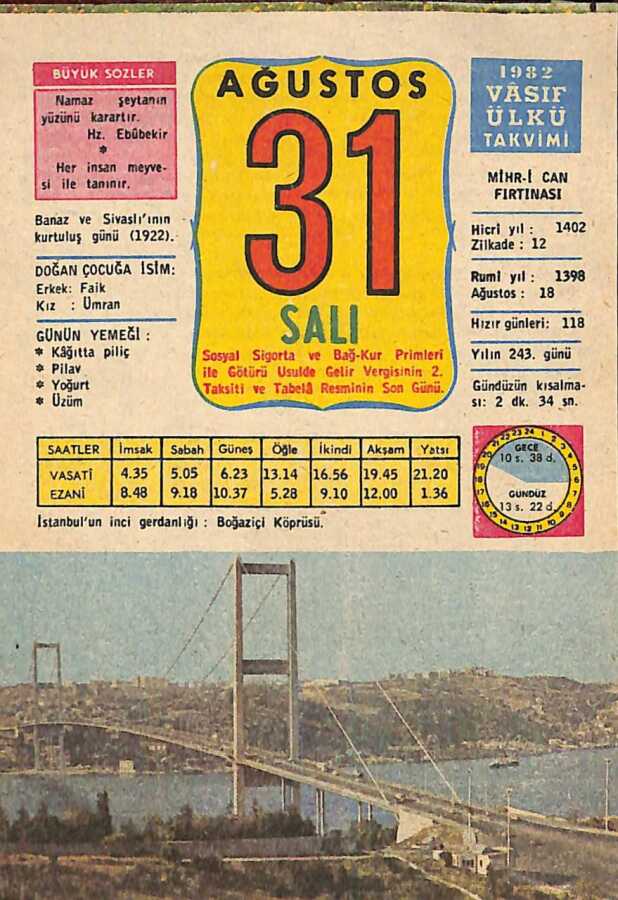 BÜYÜK SÖZLER
Namaz şeytanın
yüzünü karartır.
Hz. Ebûbekir
*
Her insan meyve-
si ile tanınır.
Banaz ve Sivaslı'nın
kurtuluş günü (1922).
DOĞAN ÇOCUĞA İSİM:
Erkek: Faik
Kız : Ümran
GÜNÜN YEMEĞİ :
* Kâğıtta piliç
* Pilav
* Yoğurt
* Üzüm
AĞUSTOS
31
SALI
Sosyal Sigorta ve Bağ-Kur Primleri
ile Götürü Usulde Gelir Vergisinin 2.
Taksiti ve Tabelâ Resminin Son Günü.
1982
VÂSIF
ÜLKÜ
TAKVİMİ
MİHR-İ CAN
FIRTINASI
Hicrî yıl : 1402
Zilkade : 12
Rumî yıl : 1398
Ağustos : 18
Hızır günleri: 118
Yılın 243. günü
Gündüzün kısalma-
sı: 2 dk. 34 sn.
SAATLER İmsak Sabah Güneş Öğle İkindi Akşam Yatsı
VASATÎ 4.35 5.05 6.23 13.14 16.56 19.45 21.20
EZANÎ 8.48 9.18 10.37 5.28 9.10 12.00 1.36
GECE
10 s. 38 d.
GÜNDÜZ
13 s. 22 d.
İstanbul'un inci gerdanlığı : Boğaziçi Köprüsü.